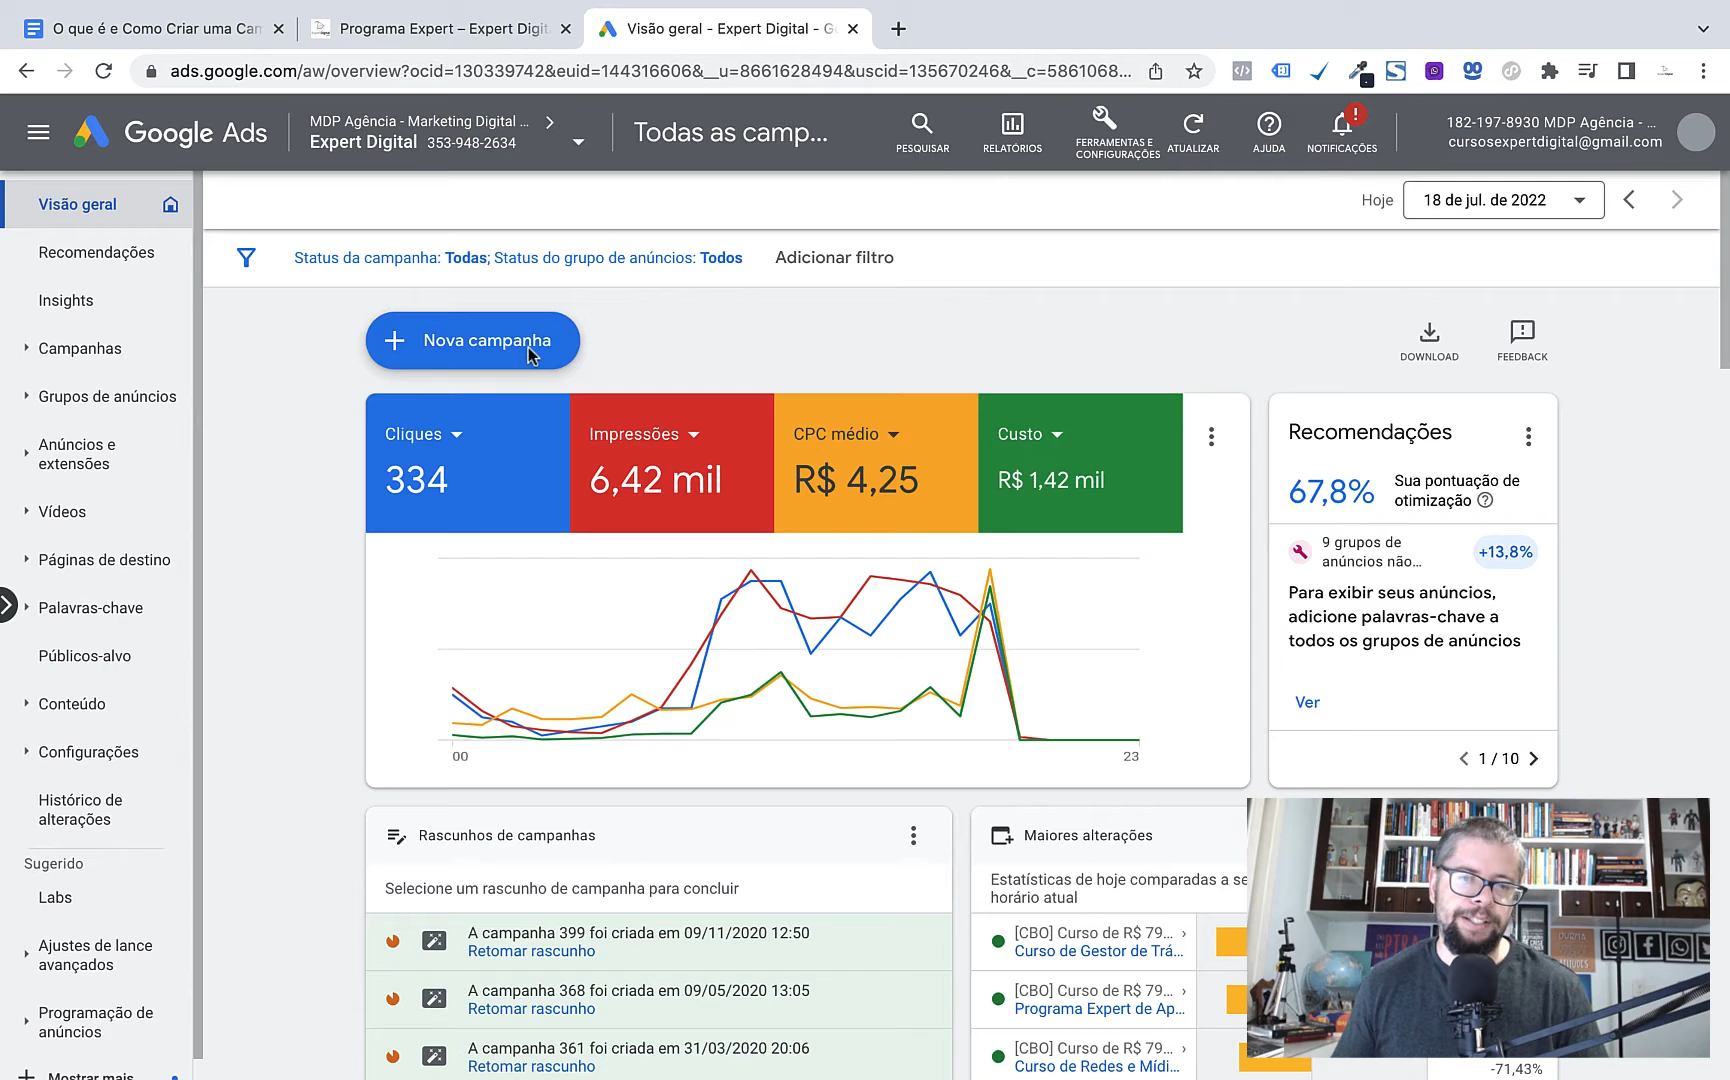 O que é e Como Criar uma Can
Programa Expert – Expert Digit
Visão geral - Expert Digital - G
ads.google.com/aw/overview?ocid=130339742&euid=144316606&__u=8661628494&uscid=135670246&__c=5861068...
Google Ads
MDP Agência - Marketing Digital ...
Expert Digital 353-948-2634
Todas as camp...
PESQUISAR
RELATÓRIOS
FERRAMENTAS E
CONFIGURAÇÕES
ATUALIZAR
AJUDA
!
NOTIFICAÇÕES
182-197-8930 MDP Agência - ...
cursosexpertdigital@gmail.com
Visão geral
Recomendações
Insights
Campanhas
Grupos de anúncios
Anúncios e
extensões
Vídeos
Páginas de destino
Palavras-chave
Públicos-alvo
Conteúdo
Configurações
Histórico de
alterações
Sugerido
Labs
Ajustes de lance
avançados
Programação de
anúncios
Mostrar mais
Hoje
18 de jul. de 2022
Status da campanha: Todas; Status do grupo de anúncios: Todos
Adicionar filtro
+ Nova campanha
DOWNLOAD
FEEDBACK
Cliques
334
Impressões
6,42 mil
CPC médio
R$ 4,25
Custo
R$ 1,42 mil
00
23
Recomendações
67,8%
Sua pontuação de
otimização
9 grupos de
anúncios não...
+13,8%
Para exibir seus anúncios,
adicione palavras-chave a
todos os grupos de anúncios
Ver
1 / 10
Rascunhos de campanhas
Selecione um rascunho de campanha para concluir
A campanha 399 foi criada em 09/11/2020 12:50
Retomar rascunho
A campanha 368 foi criada em 09/05/2020 13:05
Retomar rascunho
A campanha 361 foi criada em 31/03/2020 20:06
Retomar rascunho
Maiores alterações
Estatísticas de hoje comparadas a se
horário atual
[CBO] Curso de R$ 79...
Curso de Gestor de Trá...
[CBO] Curso de R$ 79...
Programa Expert de Ap...
[CBO] Curso de R$ 79...
Curso de Redes e Mídi...
-71,43%